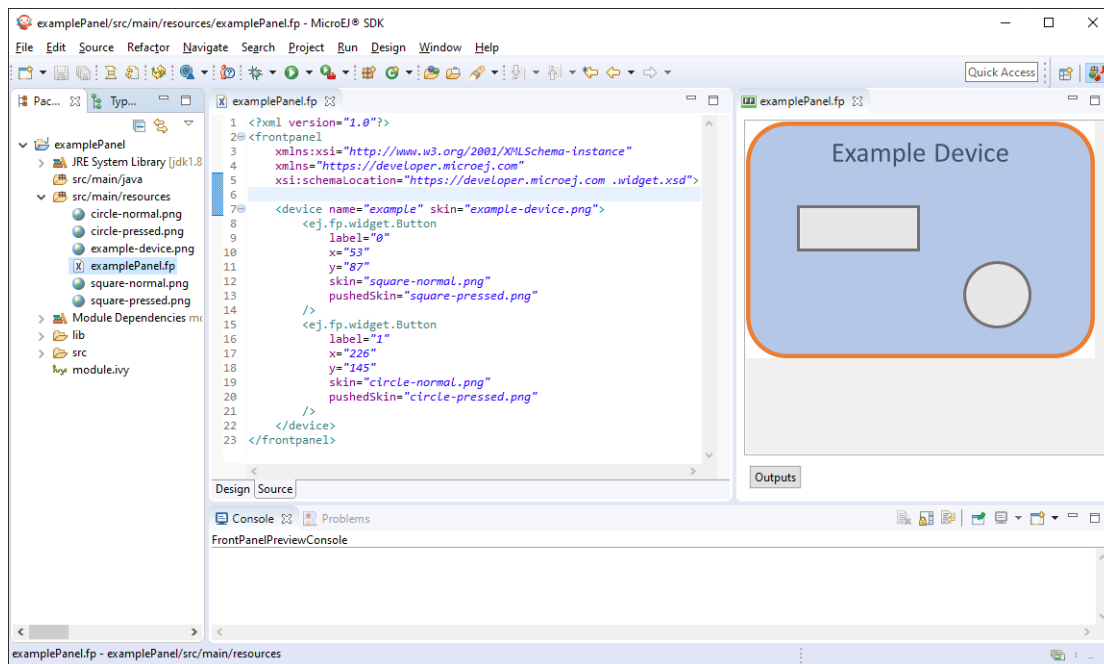 examplePanel/src/main/resources/examplePanel.fp - MicroEJ® SDK
File Edit Source Refactor Navigate Search Project Run Design Window Help
Quick Access
Pac... Typ...
examplePanel
JRE System Library [jdk1.8
src/main/java
src/main/resources
circle-normal.png
circle-pressed.png
example-device.png
examplePanel.fp
square-normal.png
square-pressed.png
Module Dependencies
lib
src
module.ivy
examplePanel.fp
1 <?xml version="1.0"?>
2 <frontpanel
3 xmlns:xsi="http://www.w3.org/2001/XMLSchema-instance"
4 xmlns="https://developer.microej.com"
5 xsi:schemaLocation="https://developer.microej.com .widget.xsd">
6
7 <device name="example" skin="example-device.png">
8 <ej.fp.widget.Button
9 label="0"
10 x="53"
11 y="87"
12 skin="square-normal.png"
13 pushedSkin="square-pressed.png"
14 />
15 <ej.fp.widget.Button
16 label="1"
17 x="226"
18 y="145"
19 skin="circle-normal.png"
20 pushedSkin="circle-pressed.png"
21 />
22 </device>
23 </frontpanel>
Design Source
examplePanel.fp
Example Device
Outputs
Console Problems
FrontPanelPreviewConsole
examplePanel.fp - examplePanel/src/main/resources